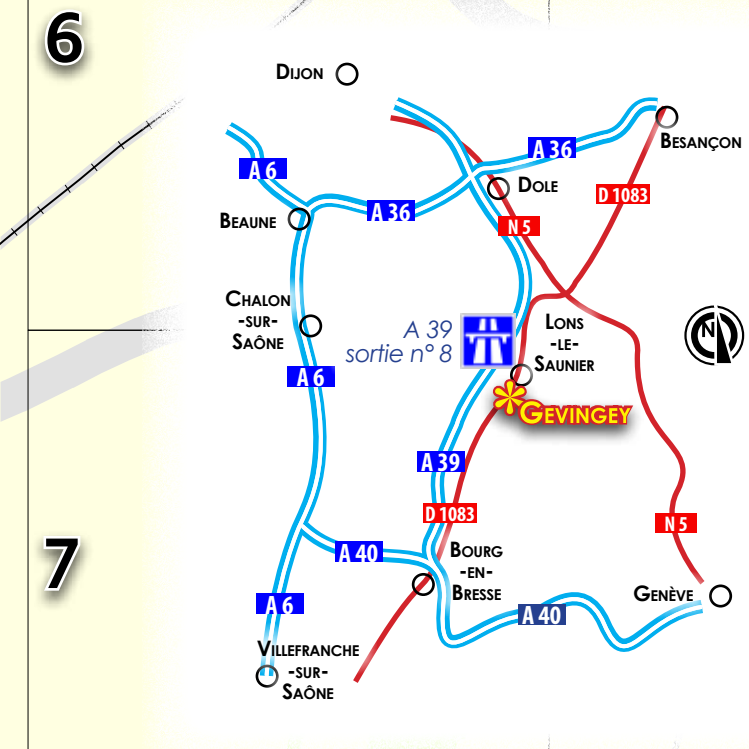 6
DIJON
BESANÇON
A 36
A 6
DOLE
D 1083
A 36
BEAUNE
N 5
CHALON
-SUR-
SAÔNE
A 39
sortie n° 8
LONS
-LE-
SAUNIER
N
A 6
GEVINGEY
A 39
D 1083
N 5
7
A 40
BOURG
-EN-
BRESSE
GENÈVE
A 6
A 40
VILLEFRANCHE
-SUR-
SAÔNE